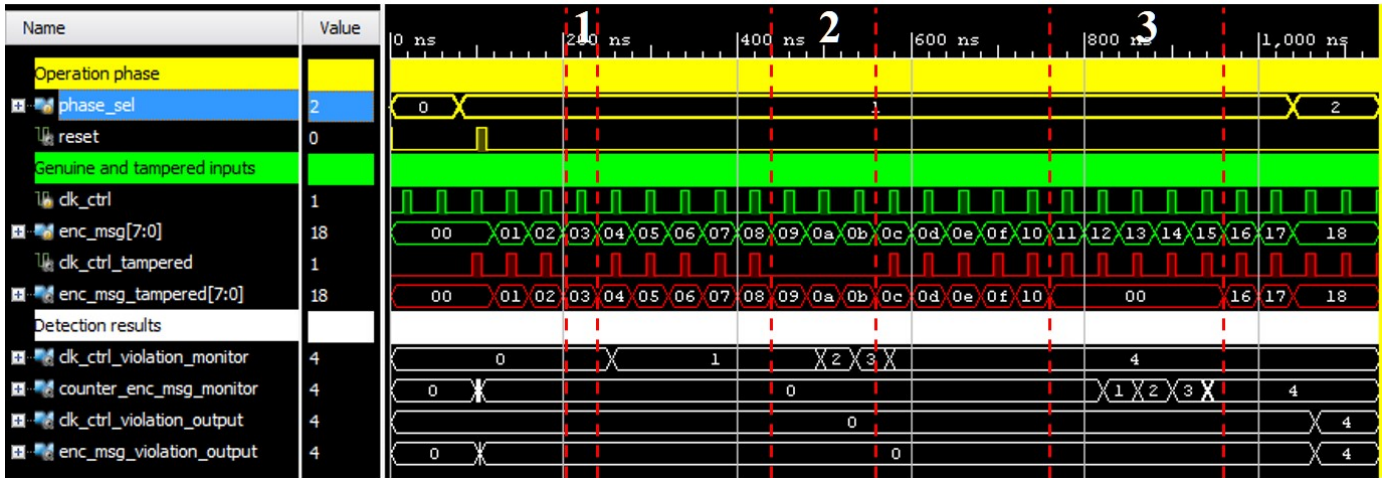 Name Value 1 2 3
0 ns 200 ns 400 ns 600 ns 800 ns 1,000 ns
Operation phase
phase_sel 2 0 1 2
reset 0
Genuine and tampered inputs
clk_ctrl 1
enc_msg[7:0] 18 00 01 02 03 04 05 06 07 08 09 0a 0b 0c 0d 0e 0f 10 11 12 13 14 15 16 17 18
clk_ctrl_tampered 1
enc_msg_tampered[7:0] 18 00 01 02 03 04 05 06 07 08 09 0a 0b 0c 0d 0e 0f 10 00 16 17 18
Detection results
clk_ctrl_violation_monitor 4 0 1 2 3 4
counter_enc_msg_monitor 4 0 0 1 2 3 4
clk_ctrl_violation_output 4 0 4
enc_msg_violation_output 4 0 0 4